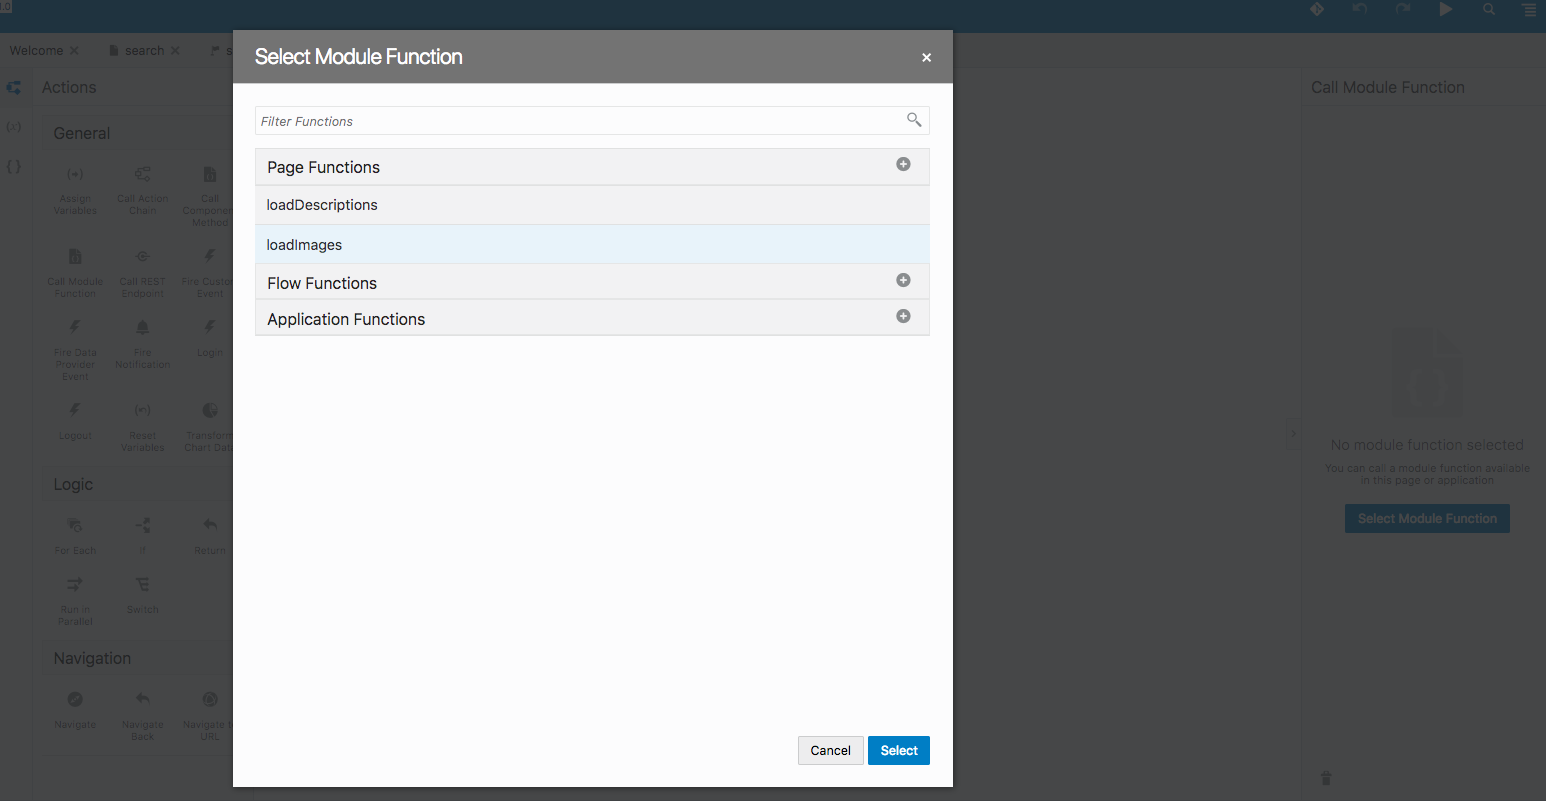 1.0
Welcome
search
s
Select Module Function
Actions
Call Module Function
Filter Functions
General
Page Functions
loadDescriptions
loadImages
Flow Functions
Application Functions
Assign
Variables
Call Action
Chain
Call
Componen
Method
Call Module
Function
Call REST
Endpoint
Fire Custo
Event
Fire Data
Provider
Event
Fire
Notification
Login
Logout
Reset
Variables
Transform
Chart Data
Logic
For Each
If
Return
Run in
Parallel
Switch
Navigation
Navigate
Navigate
Back
Navigate t
URL
No module function selected
You can call a module function available
in this page or application
Select Module Function
Cancel
Select